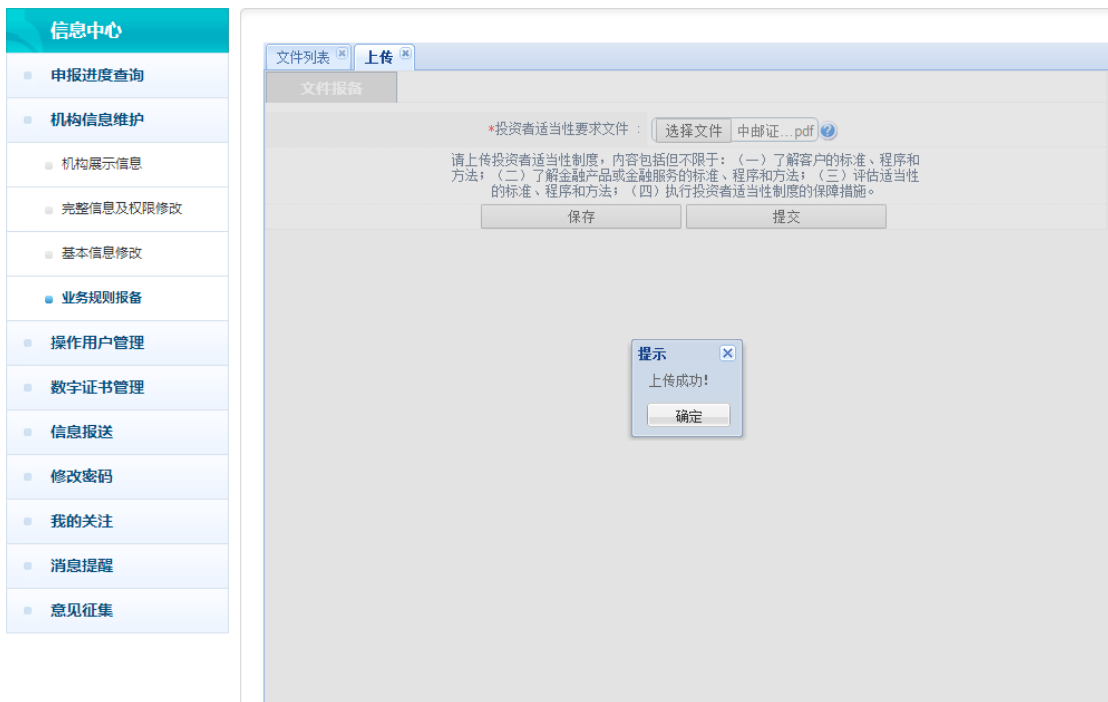 信息中心
申报进度查询
机构信息维护
机构展示信息
完整信息及权限修改
基本信息修改
业务规则报备
操作用户管理
数字证书管理
信息报送
修改密码
我的关注
消息提醒
意见征集
文件列表 上传
文件报备
*投资者适当性要求文件 : 选择文件 中邮证...pdf
请上传投资者适当性制度，内容包括但不限于：（一）了解客户的标准、程序和
方法；（二）了解金融产品或金融服务的标准、程序和方法；（三）评估适当性
的标准、程序和方法；（四）执行投资者适当性制度的保障措施。
保存 提交
提示
上传成功!
确定